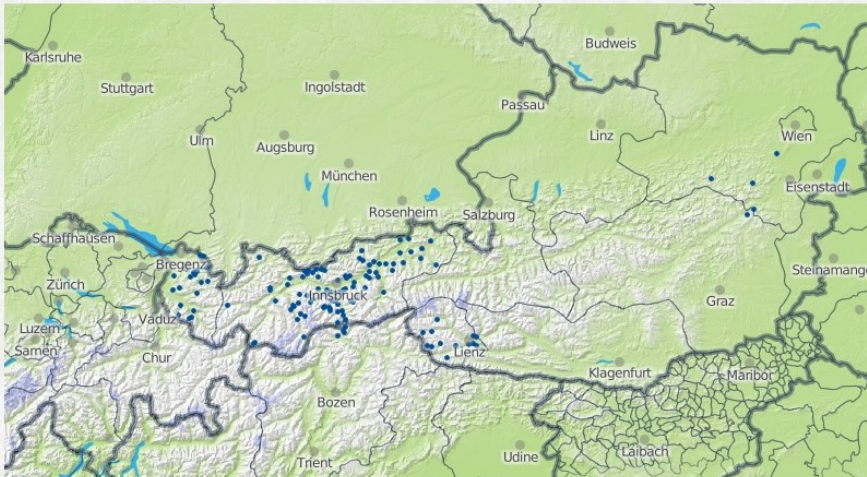 Budweis
Karlsruhe
Stuttgart
Ingolstadt
Passau
Linz
Wien
Ulm
Augsburg
München
Eisenstadt
Rosenheim
Salzburg
Schaffhausen
Bregenz
Steinamange
Zürich
Innsbruck
Graz
Vaduz
Luzern
Sarnen
Chur
Lienz
Klagenfurt
Maribor
Bozen
Laibach
Udine
Trient